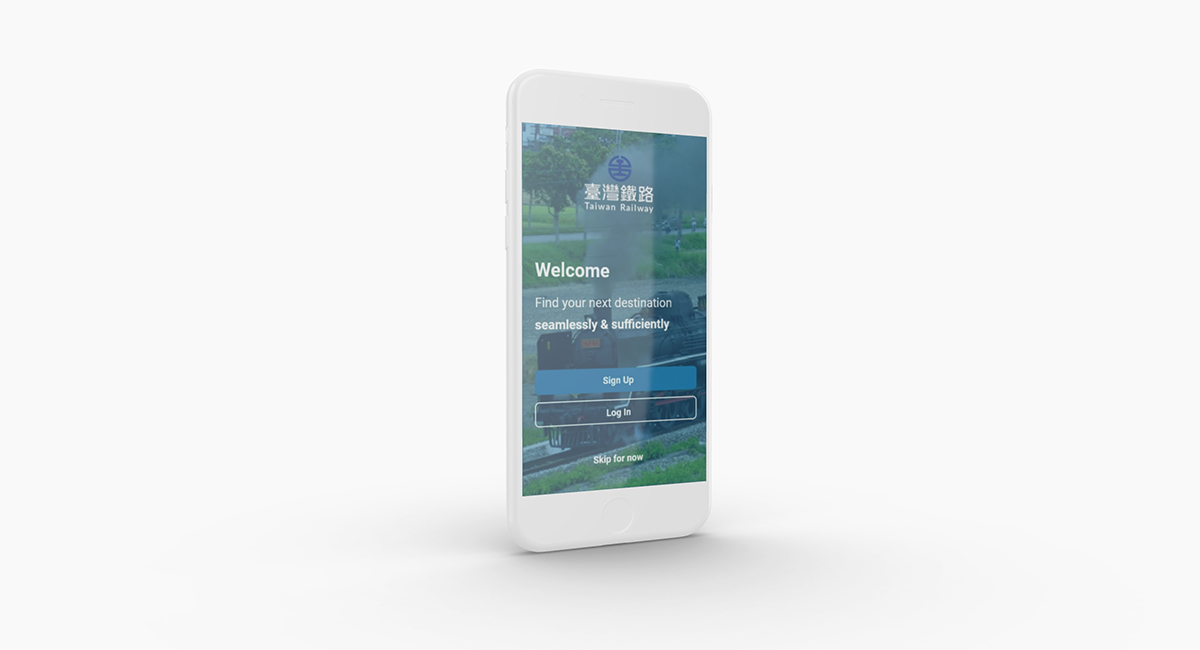 臺灣鐵路
Taiwan Railway
Welcome
Find your next destination
seamlessly & sufficiently
Sign Up
Log In
Skip for now